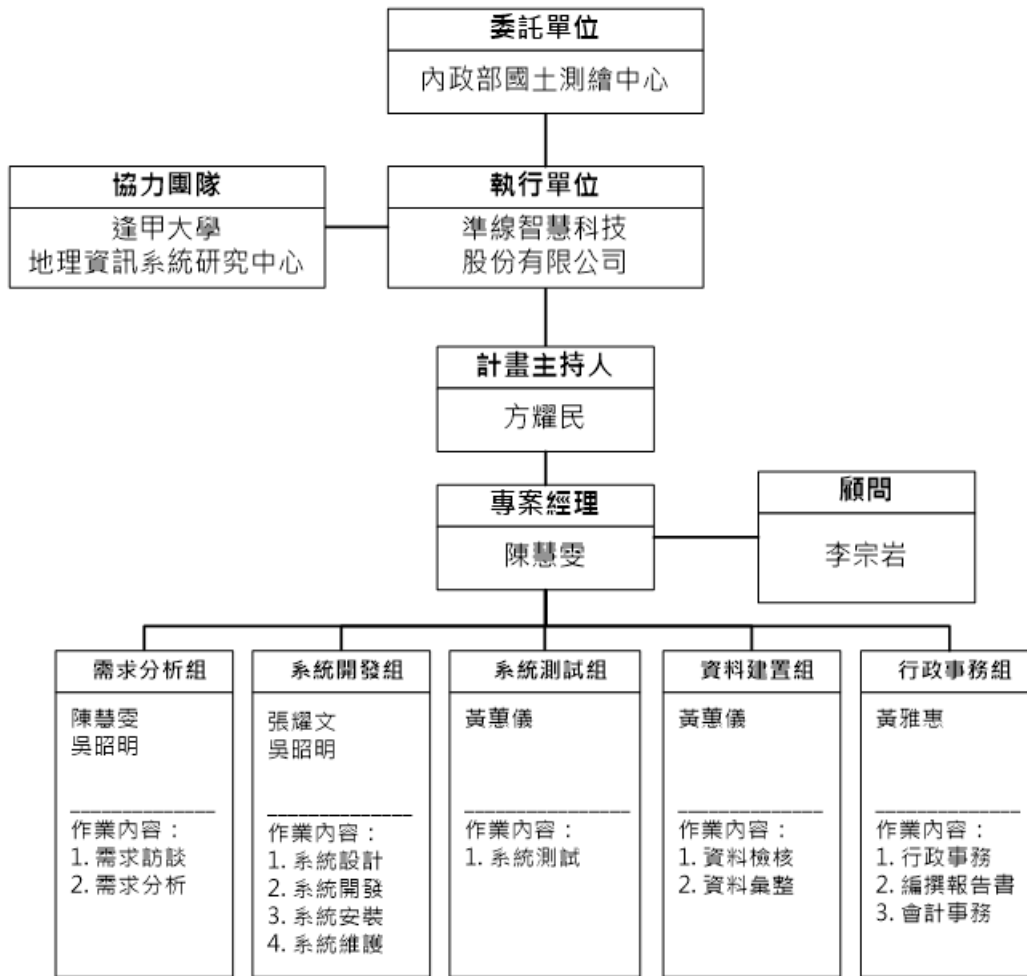 委託單位
內政部國土測繪中心
協力團隊
逢甲大學
地理資訊系統研究中心
執行單位
準線智慧科技
股份有限公司
計畫主持人
方耀民
專案經理
陳慧雯
顧問
李宗岩
需求分析組
陳慧雯
吳昭明
作業內容：
1. 需求訪談
2. 需求分析
系統開發組
張耀文
吳昭明
作業內容：
1. 系統設計
2. 系統開發
3. 系統安裝
4. 系統維護
系統測試組
黃蕙儀
作業內容：
1. 系統測試
資料建置組
黃蕙儀
作業內容：
1. 資料檢核
2. 資料彙整
行政事務組
黃雅惠
作業內容：
1. 行政事務
2. 編撰報告書
3. 會計事務